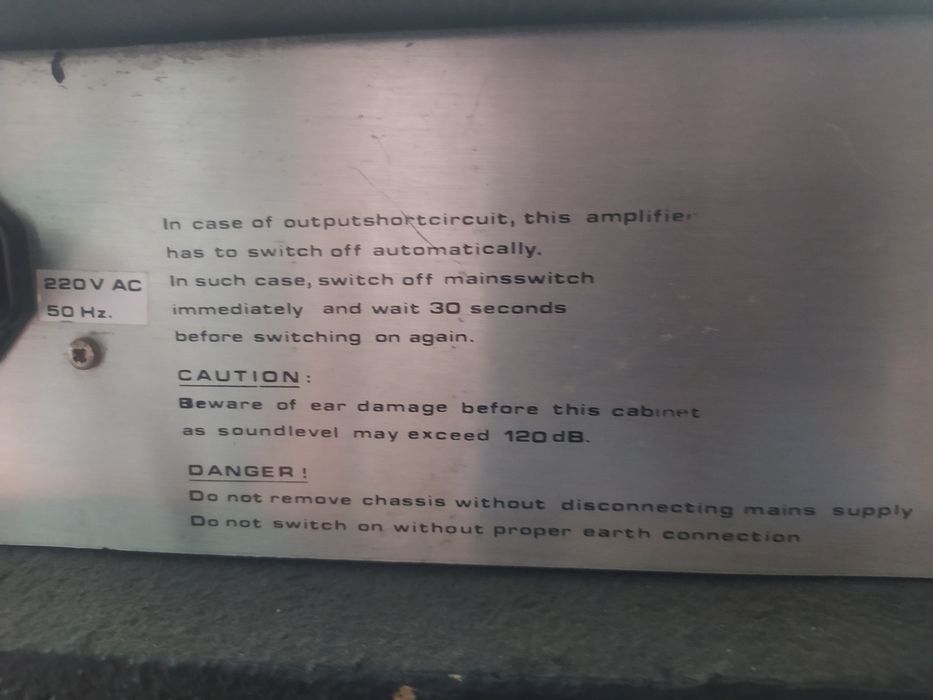 In case of outputshortcircuit, this amplifier
has to switch off automatically.
In such case, switch off mainsswitch
immediately and wait 30 seconds
before switching on again.
CAUTION:
Beware of ear damage before this cabinet
as soundlevel may exceed 120dB.
DANGER!
Do not remove chassis without disconnecting mains supply
Do not switch on without proper earth connection
220V AC
50 Hz.